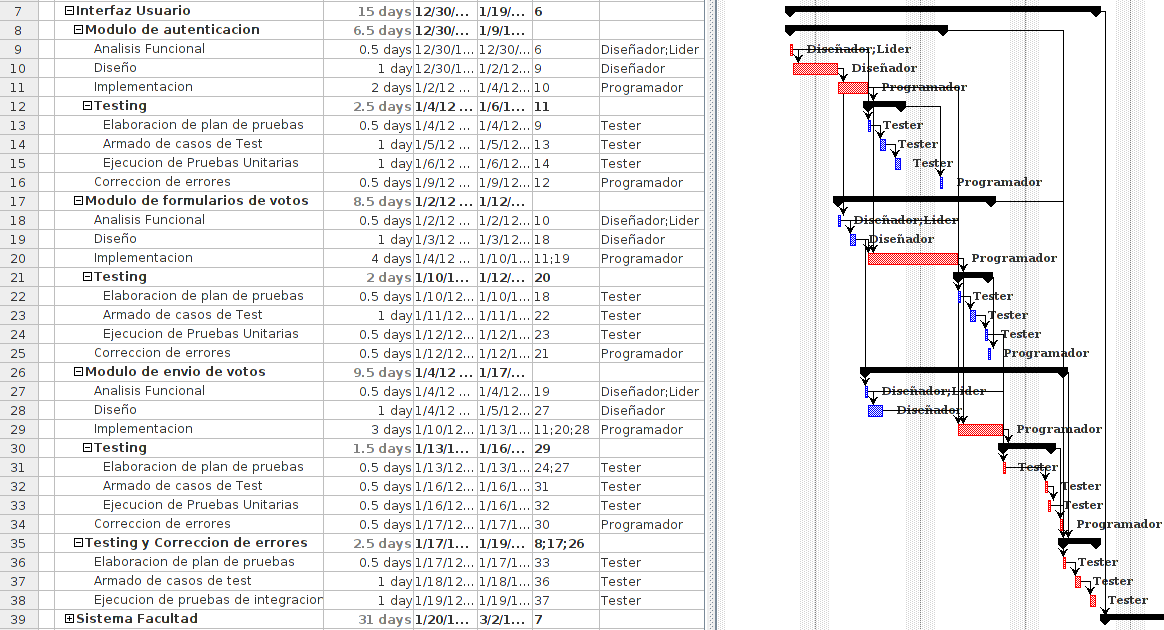 7 Interfaz Usuario 15 days 12/30/... 1/19/... 6
8 Modulo de autenticacion 6.5 days 12/30/... 1/9/1...
9 Analisis Funcional 0.5 days 12/30/1... 12/30/... 6 Diseñador;Lider Diseñador;Lider
10 Diseño 1 day 12/30/1... 1/2/12 ... 9 Diseñador Diseñador
11 Implementacion 2 days 1/2/12 ... 1/4/12 ... 10 Programador Programador
12 Testing 2.5 days 1/4/12 ... 1/6/1... 11
13 Elaboracion de plan de pruebas 0.5 days 1/4/12 ... 1/4/12... 9 Tester Tester
14 Armado de casos de Test 1 day 1/5/12 ... 1/5/12... 13 Tester Tester
15 Ejecucion de Pruebas Unitarias 1 day 1/6/12 ... 1/6/12... 14 Tester Tester
16 Correccion de errores 0.5 days 1/9/12 ... 1/9/12... 12 Programador Programador
17 Modulo de formularios de votos 8.5 days 1/2/12 ... 1/12/...
18 Analisis Funcional 0.5 days 1/2/12 ... 1/2/12... 10 Diseñador;Lider Diseñador;Lider
19 Diseño 1 day 1/3/12 ... 1/3/12... 18 Diseñador Diseñador
20 Implementacion 4 days 1/4/12 ... 1/10/1... 11;19 Programador Programador
21 Testing 2 days 1/10/1... 1/12/... 20
22 Elaboracion de plan de pruebas 0.5 days 1/10/12... 1/10/1... 18 Tester Tester
23 Armado de casos de Test 1 day 1/11/12... 1/11/1... 22 Tester Tester
24 Ejecucion de Pruebas Unitarias 0.5 days 1/12/12... 1/12/1... 23 Tester Tester
25 Correccion de errores 0.5 days 1/12/12... 1/12/1... 21 Programador Programador
26 Modulo de envio de votos 9.5 days 1/4/12 ... 1/17/...
27 Analisis Funcional 0.5 days 1/4/12 ... 1/4/12... 19 Diseñador;Lider Diseñador;Lider
28 Diseño 1 day 1/4/12 ... 1/5/12... 27 Diseñador Diseñador
29 Implementacion 3 days 1/10/12... 1/13/1... 11;20;28 Programador Programador
30 Testing 1.5 days 1/13/1... 1/16/... 29
31 Elaboracion de plan de pruebas 0.5 days 1/13/12... 1/13/1... 24;27 Tester Tester
32 Armado de casos de Test 0.5 days 1/16/12... 1/16/1... 31 Tester Tester
33 Ejecucion de Pruebas Unitarias 0.5 days 1/16/12... 1/16/1... 32 Tester Tester
34 Correccion de errores 0.5 days 1/17/12... 1/17/1... 30 Programador Programador
35 Testing y Correccion de errores 2.5 days 1/17/1... 1/19/... 8;17;26
36 Elaboracion de plan de pruebas 0.5 days 1/17/12... 1/17/1... 33 Tester Tester
37 Armado de casos de test 1 day 1/18/12... 1/18/1... 36 Tester Tester
38 Ejecucion de pruebas de integracion 1 day 1/19/12... 1/19/1... 37 Tester Tester
39 Sistema Facultad 31 days 1/20/1... 3/2/1... 7